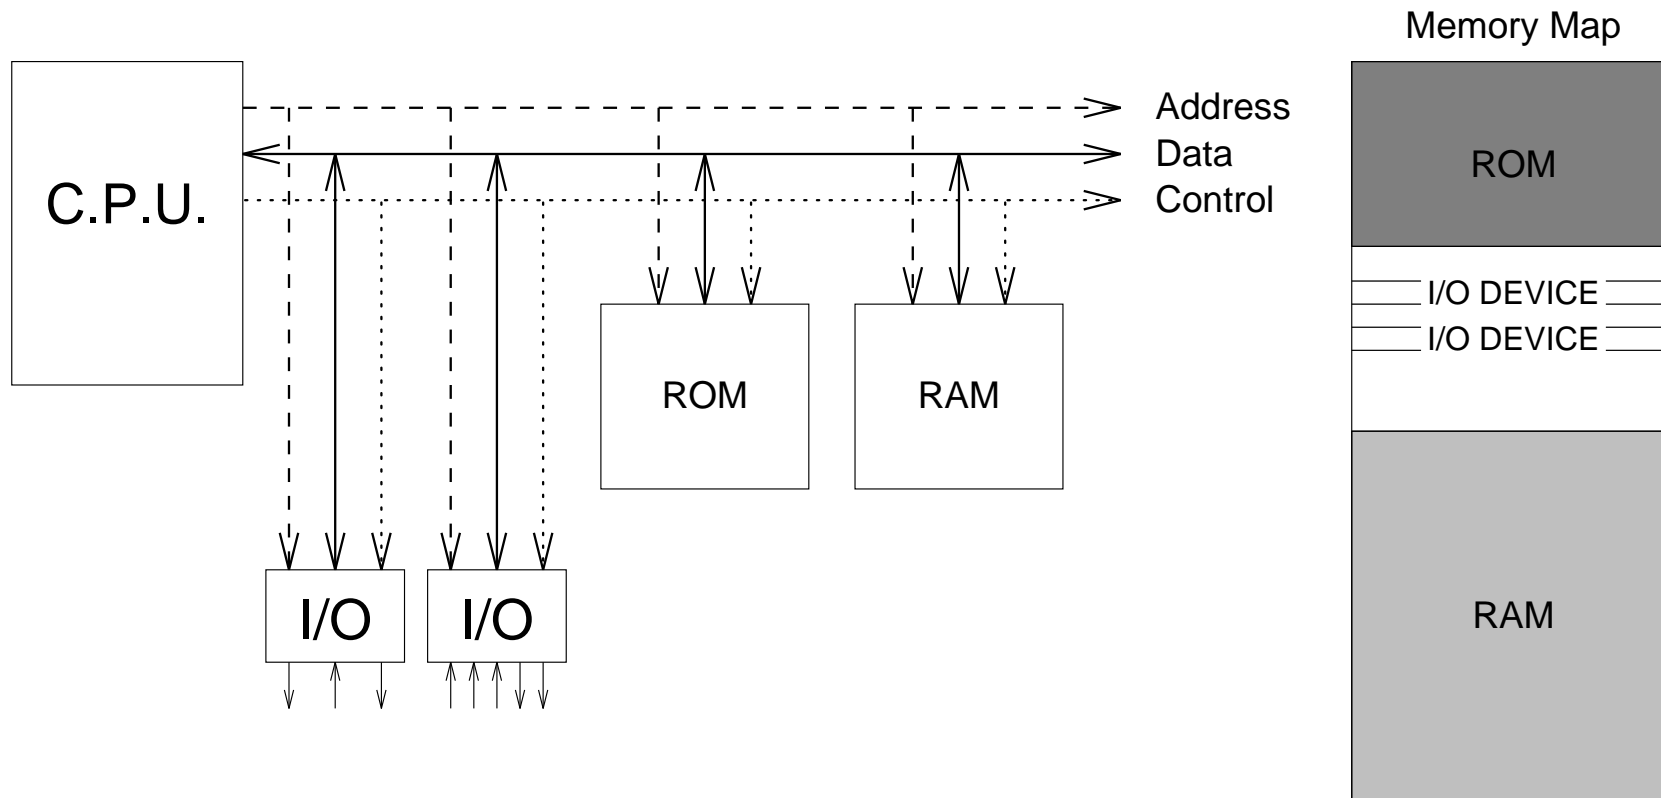 Memory Map
Address
Data
Control
C.P.U.
ROM
RAM
I/O
I/O
ROM
I/O DEVICE
I/O DEVICE
RAM